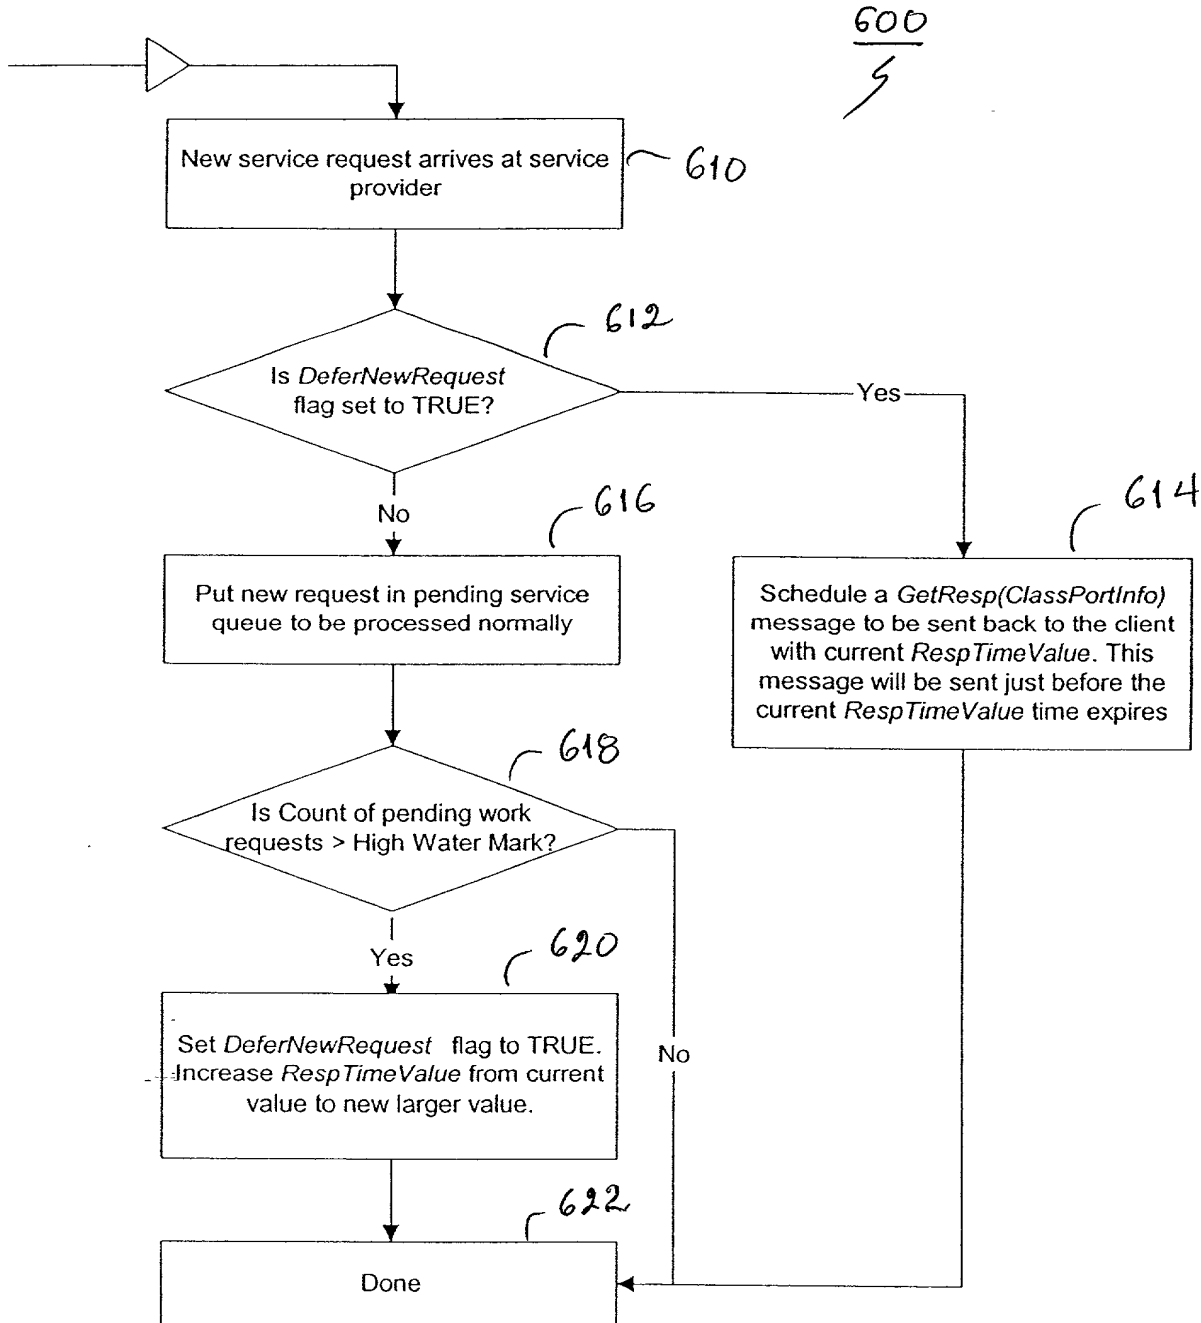 600
New service request arrives at service
provider
610
612
Is DeferNewRequest
flag set to TRUE?
Yes
No
616
614
Put new request in pending service
queue to be processed normally
Schedule a GetResp(ClassPortInfo)
message to be sent back to the client
with current RespTimeValue. This
message will be sent just before the
current RespTimeValue time expires
618
Is Count of pending work
requests > High Water Mark?
Yes
620
Set DeferNewRequest flag to TRUE.
Increase RespTimeValue from current
value to new larger value.
No
622
Done